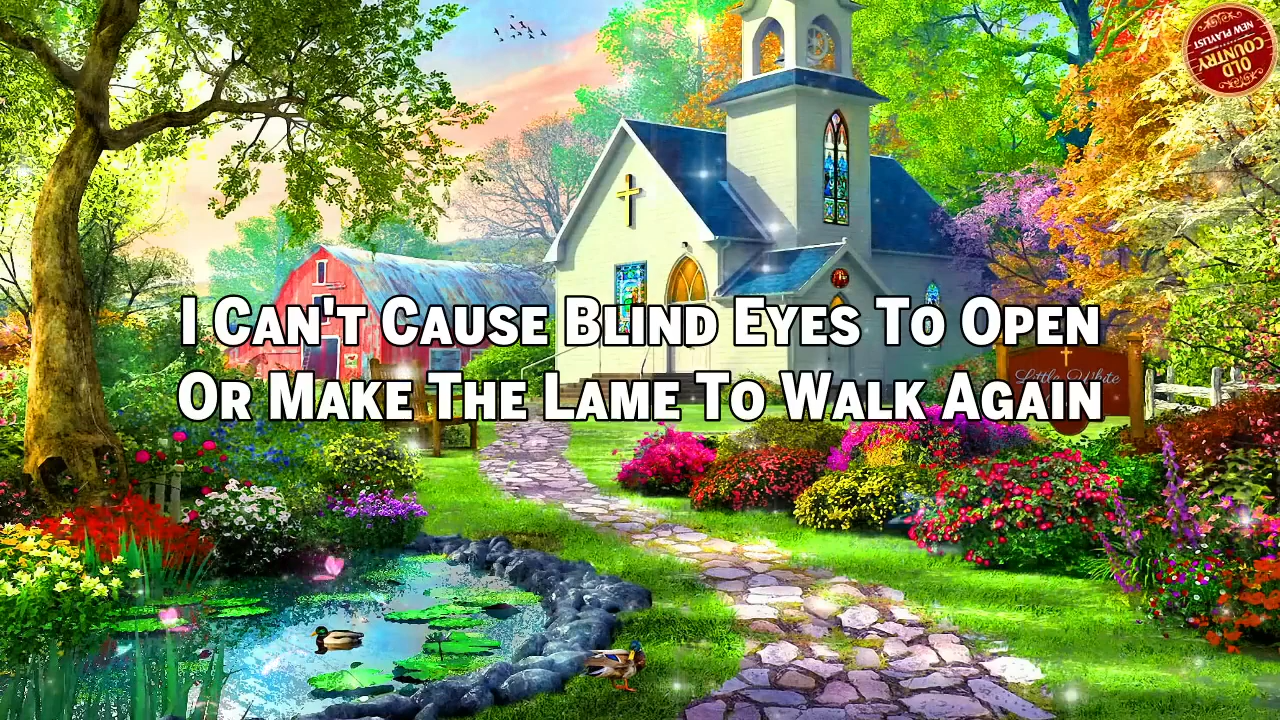 I Can't Cause Blind Eyes To Open
Or Make The Lame To Walk Again
OLD
COUNTRY
NEW PLAYLIST
Little White